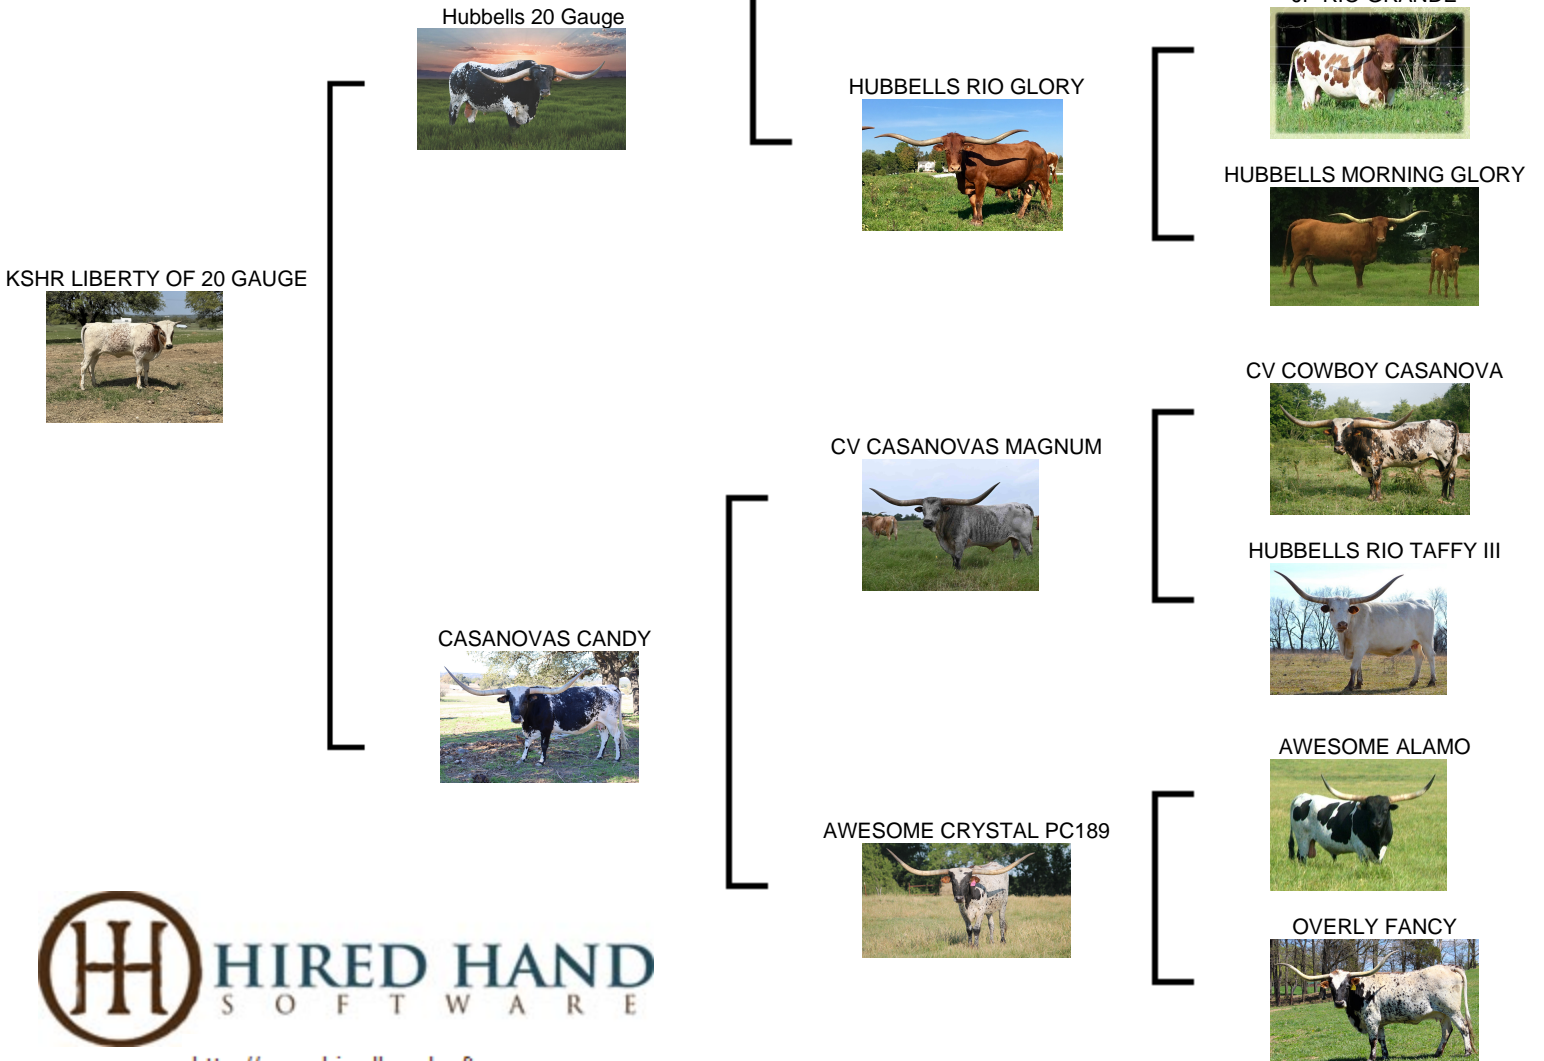 Hubbells 20 Gauge
HUBBELLS RIO GLORY
HUBBELLS MORNING GLORY
KSHR LIBERTY OF 20 GAUGE
CV COWBOY CASANOVA
CV CASANOVAS MAGNUM
HUBBELLS RIO TAFFY III
CASANOVAS CANDY
AWESOME ALAMO
AWESOME CRYSTAL PC189
OVERLY FANCY
HIRED HAND
SOFTWARE